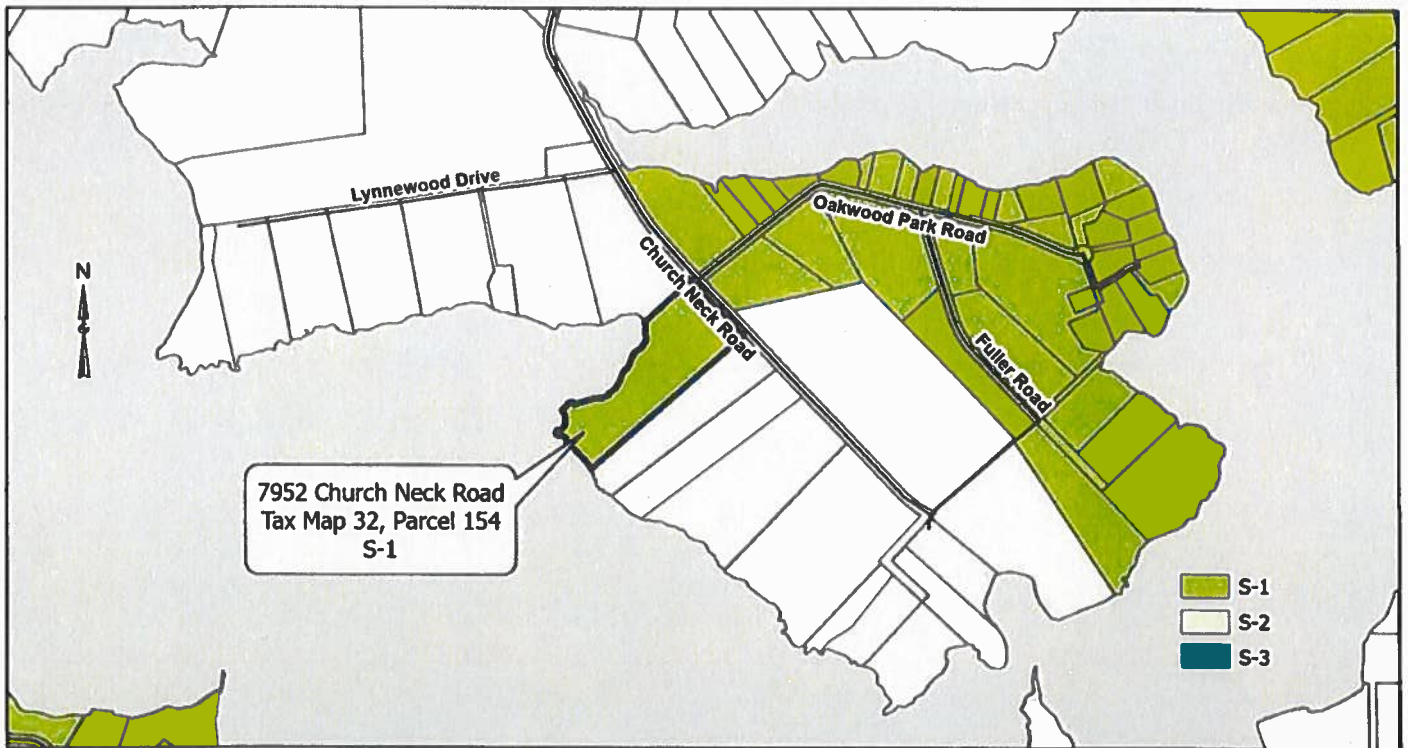 Lynnewood Drive
Oakwood Park Road
Church Neck Road
N
Fuller Road
7952 Church Neck Road
Tax Map 32, Parcel 154
S-1
S-1
S-2
S-3